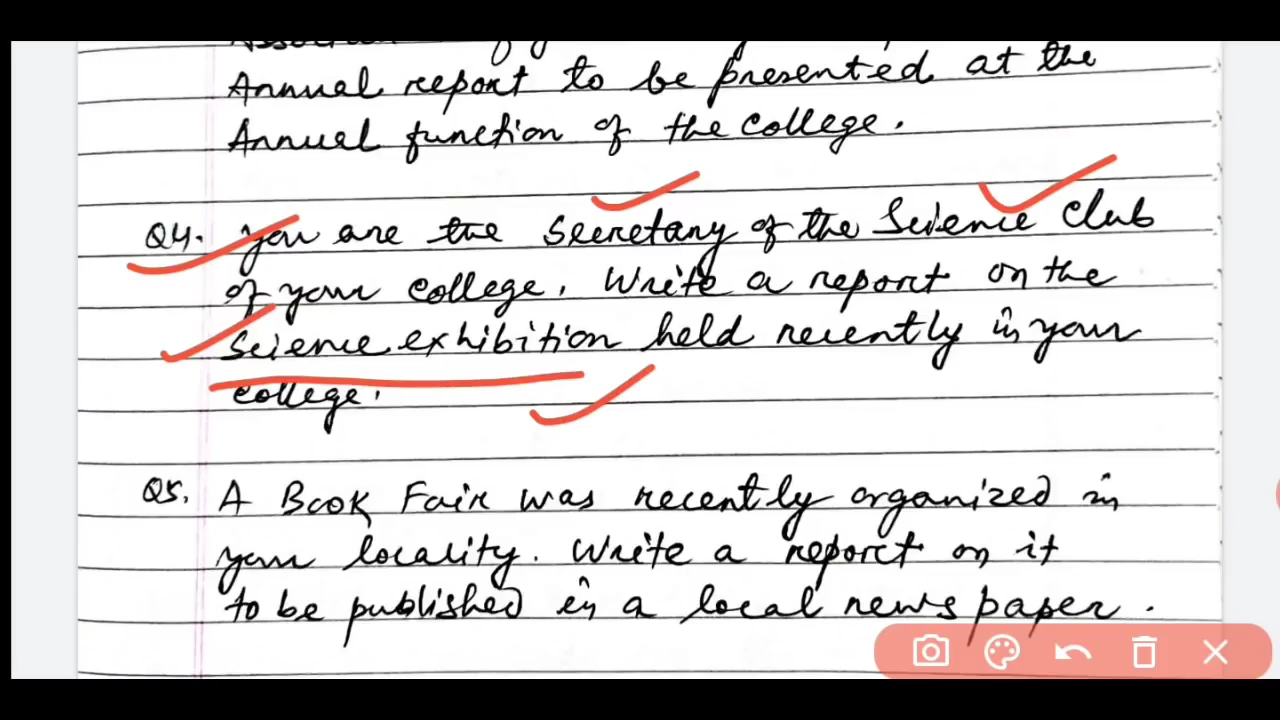 Annual report to be presented at the
Annual function of the college.
Q4. You are the Secretary of the Science Club
of your college. Write a report on the
Science exhibition held recently in your
college.
Q5. A Book Fair was recently organized in
your locality. Write a report on it
to be published in a local news paper.